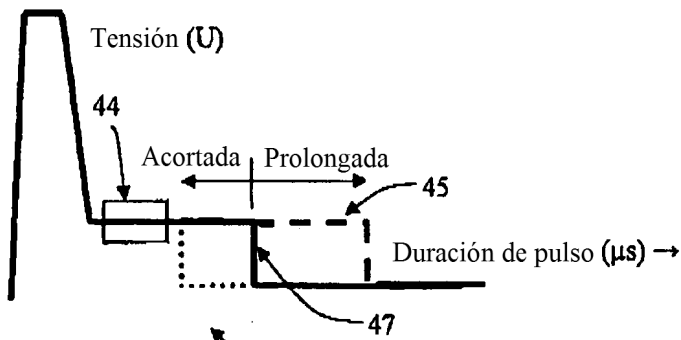 Tensión (U)
44
Acortada Prolongada
45
Duración de pulso (µs) →
47